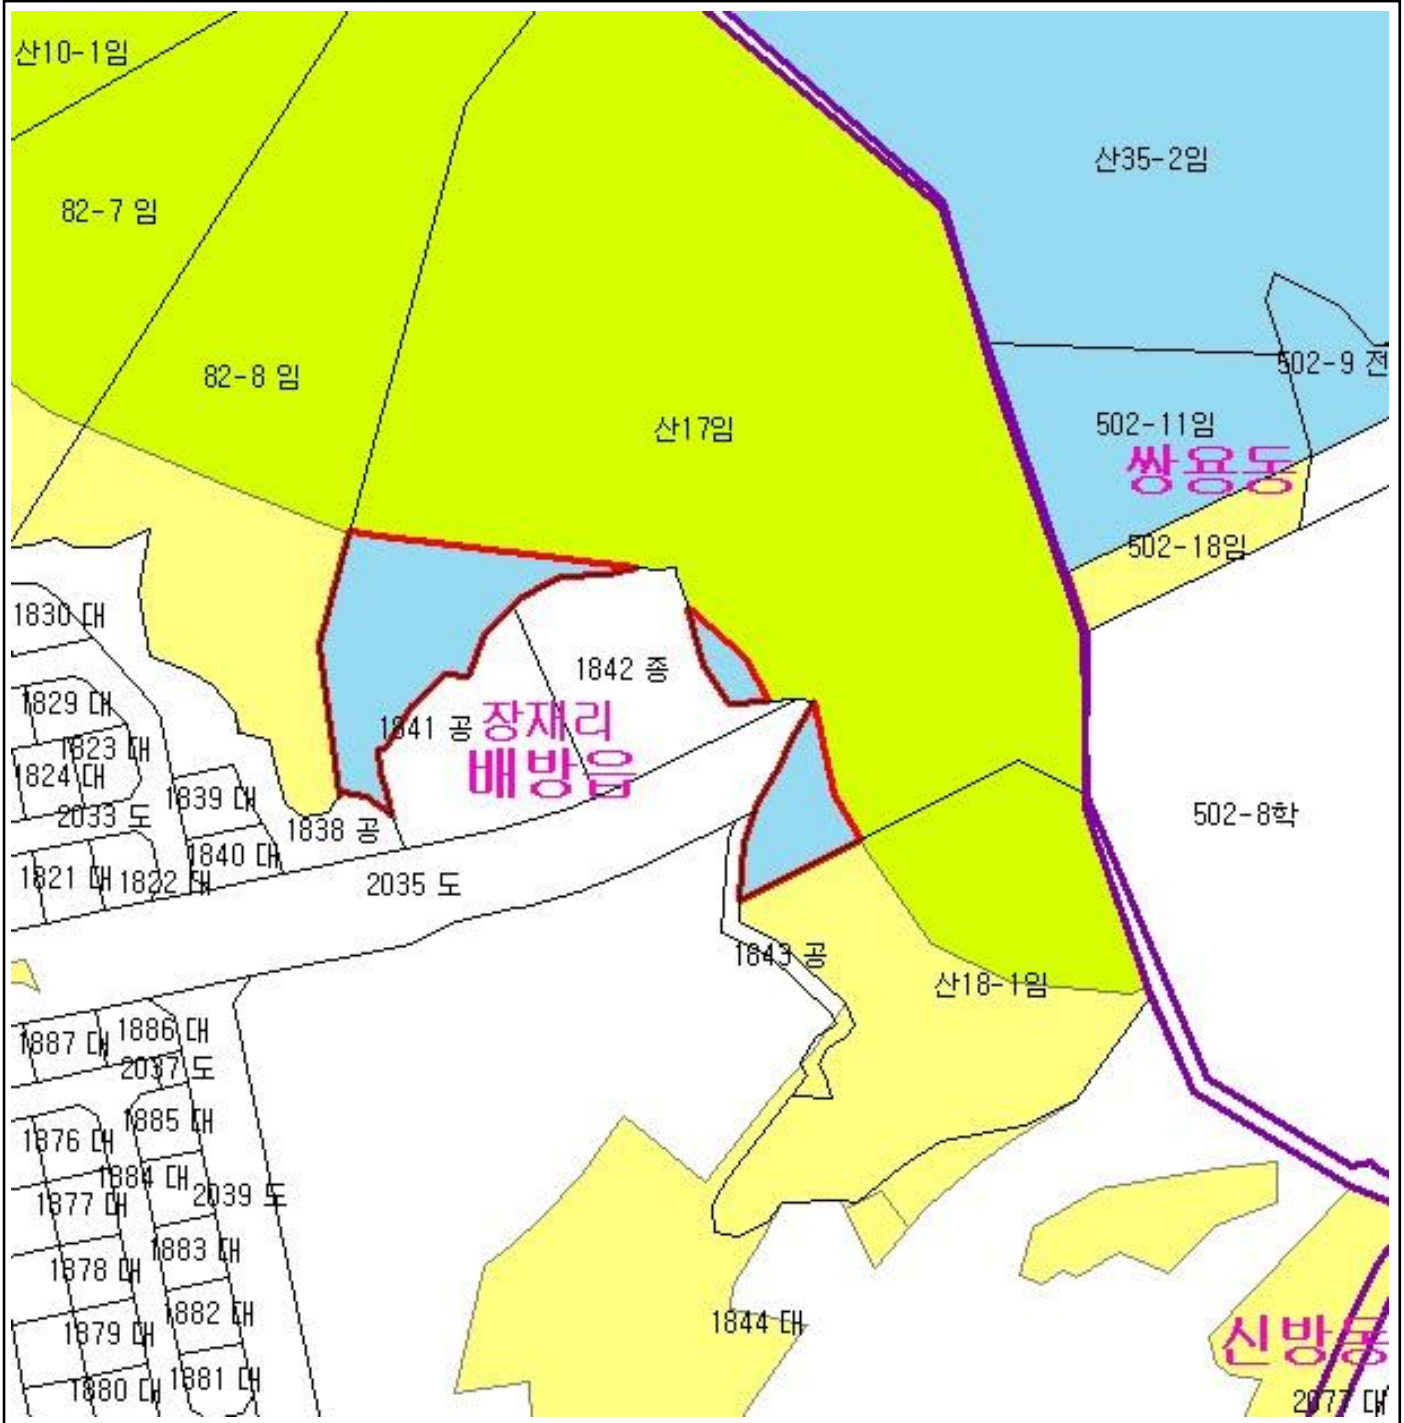 산10-1임
산35-2임
82-7 임
502-9 전
82-8 임
502-11임
산17임
쌍용동
502-18임
1830 대
1842 종
1829 대
1841 공
장재리
1823 대
배방읍
1824 대
1839 대
2033 도
1838 공
502-8학
1840 대
1821 대
1822 대
2035 도
1843 공
산18-1임
1886 대
1887 대
2037 도
1885 대
1876 대
1884 대
2039 도
1877 대
1883 대
1878 대
1882 대
1879 대
1844 대
신방동
1881 대
1880 대
2077 대